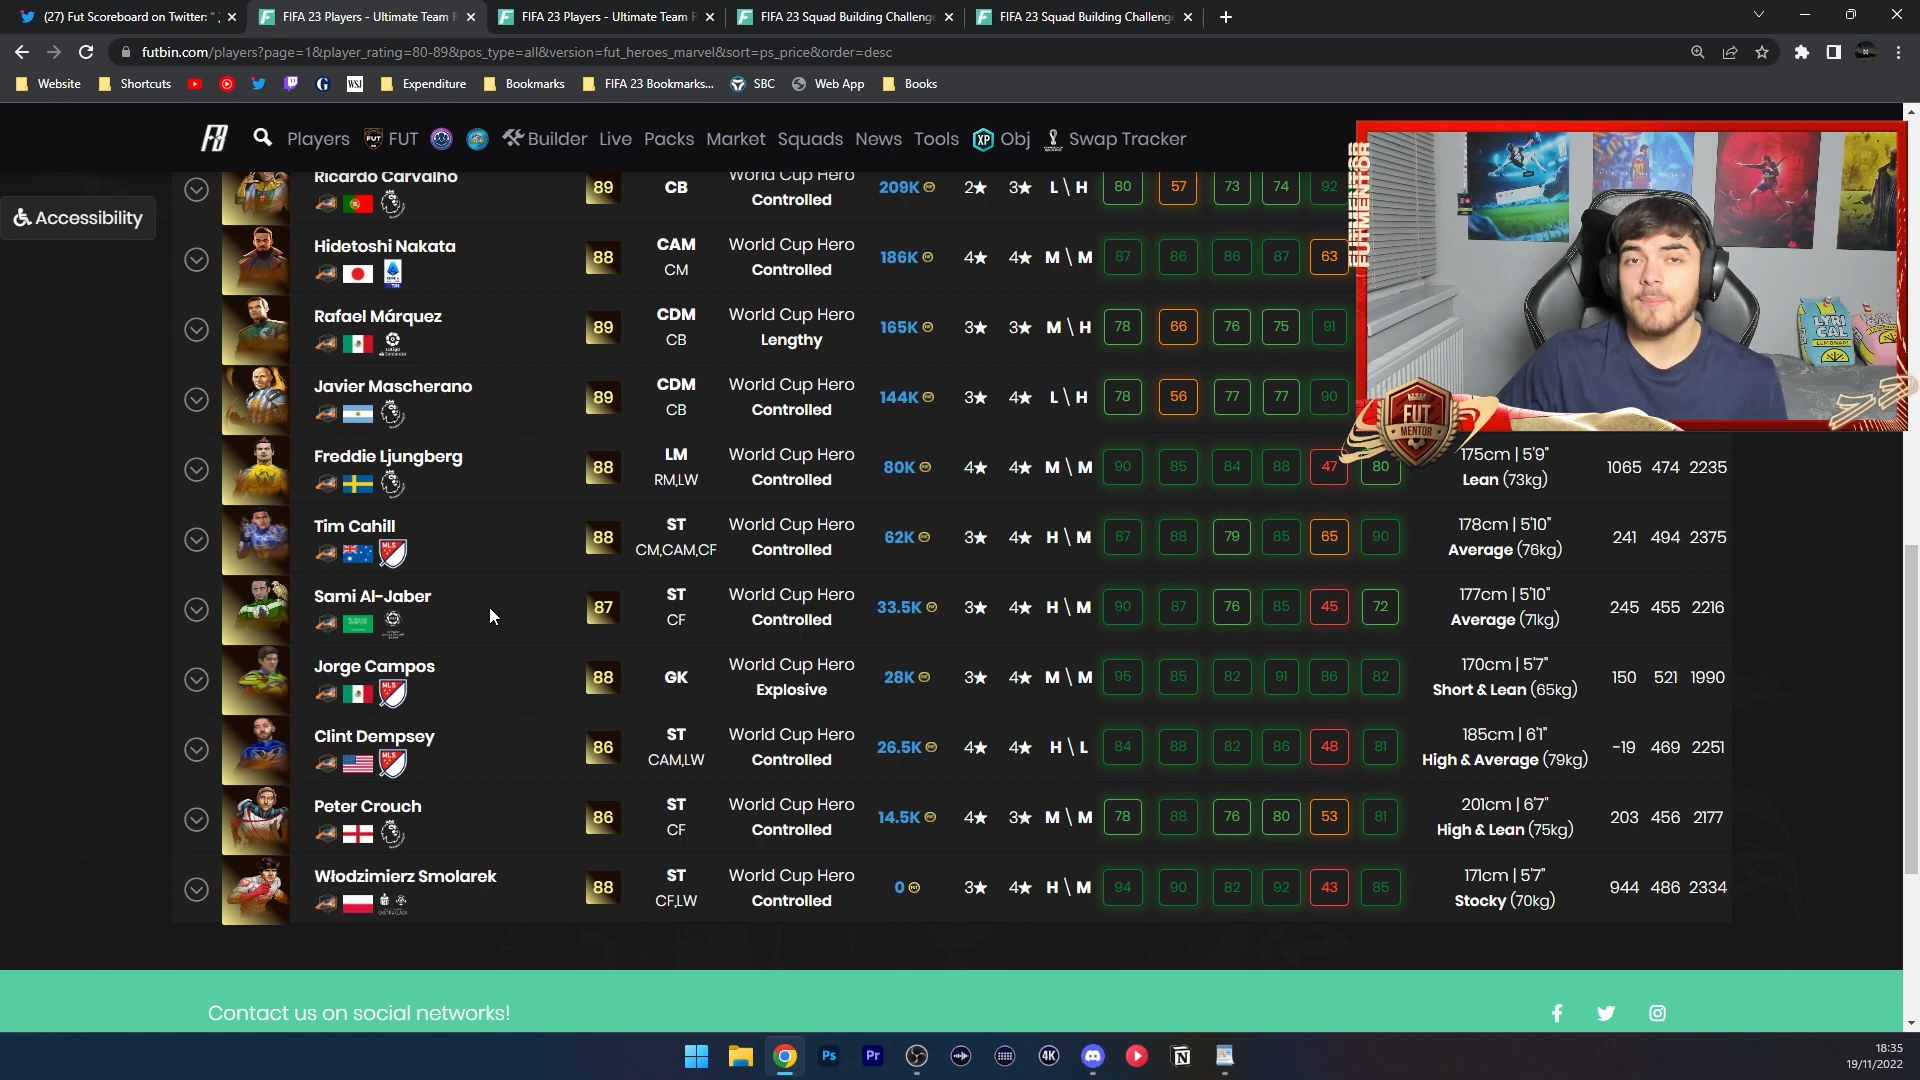 (27) Fut Scoreboard on Twitter: "
FIFA 23 Players - Ultimate Team
FIFA 23 Players - Ultimate Team
FIFA 23 Squad Building Challeng
FIFA 23 Squad Building Challeng
futbin.com/players?page=1&player_rating=80-89&pos_type=all&version=fut_heroes_marvel&sort=ps_price&order=desc
Website Shortcuts WSJ Expenditure Bookmarks FIFA 23 Bookmarks... SBC Web App Books
Players FUT Builder Live Packs Market Squads News Tools XP Obj Swap Tracker
Accessibility
Ricardo Carvalho 89 CB World Cup Hero 209K 2★ 3★ L \ H 80 57 73 74 92
Controlled
Hidetoshi Nakata 88 CAM World Cup Hero 186K 4★ 4★ M \ M 87 86 86 87 63
CM Controlled
Rafael Márquez 89 CDM World Cup Hero 165K 3★ 3★ M \ H 78 66 76 75 91
CB Lengthy
Javier Mascherano 89 CDM World Cup Hero 144K 3★ 4★ L \ H 78 56 77 77 90
CB Controlled
Freddie Ljungberg 88 LM World Cup Hero 80K 4★ 4★ M \ M 90 85 84 88 47 80 175cm | 5'9" 1065 474 2235
RM,LW Controlled Lean (73kg)
Tim Cahill 88 ST World Cup Hero 62K 3★ 4★ H \ M 87 88 79 85 65 90 178cm | 5'10" 241 494 2375
MLS CM,CAM,CF Controlled Average (76kg)
Sami Al-Jaber 87 ST World Cup Hero 33.5K 3★ 4★ H \ M 90 87 76 85 45 72 177cm | 5'10" 245 455 2216
CF Controlled Average (71kg)
Jorge Campos 88 GK World Cup Hero 28K 3★ 4★ M \ M 95 85 82 91 86 82 170cm | 5'7" 150 521 1990
MLS Explosive Short & Lean (65kg)
Clint Dempsey 86 ST World Cup Hero 26.5K 4★ 4★ H \ L 84 88 82 86 48 81 185cm | 6'1" -19 469 2251
MLS CAM,LW Controlled High & Average (79kg)
Peter Crouch 86 ST World Cup Hero 14.5K 4★ 3★ M \ M 78 88 76 80 53 81 201cm | 6'7" 203 456 2177
CF Controlled High & Lean (75kg)
Włodzimierz Smolarek 88 ST World Cup Hero 0 3★ 4★ H \ M 94 90 82 92 43 85 171cm | 5'7" 944 486 2334
CF,LW Controlled Stocky (70kg)
FUTMENTOR
FUT
MENTOR
LYRI
CAL
LEMONADE
Contact us on social networks!
Ps Pr 4K
18:35
19/11/2022